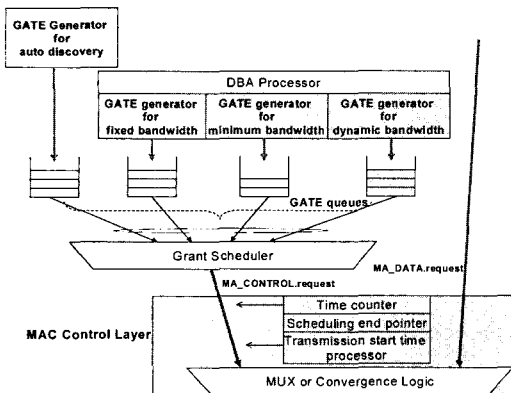 GATE Generator
for
auto discovery
DBA Processor
GATE generator
for
fixed bandwidth
GATE generator
for
minimum bandwidth
GATE generator
for
dynamic bandwidth
GATE queues
Grant Scheduler
MA_CONTROL.request
MA_DATA.request
MAC Control Layer
Time counter
Scheduling end pointer
Transmission start time
processor
MUX or Convergence Logic